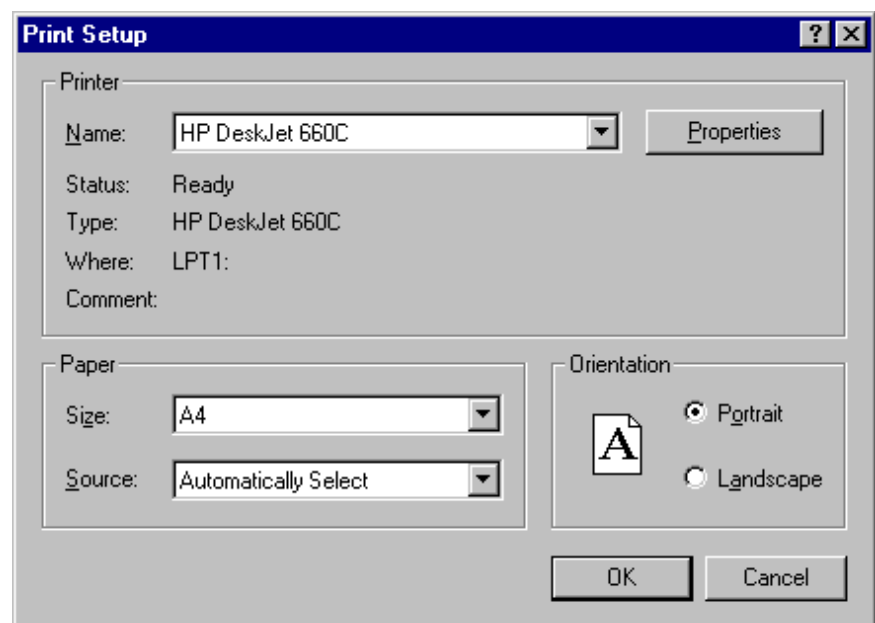 Print Setup
Printer
Name: HP DeskJet 660C Properties
Status: Ready
Type: HP DeskJet 660C
Where: LPT1:
Comment:
Paper
Size: A4
Source: Automatically Select
Orientation
A
Portrait
Landscape
OK Cancel